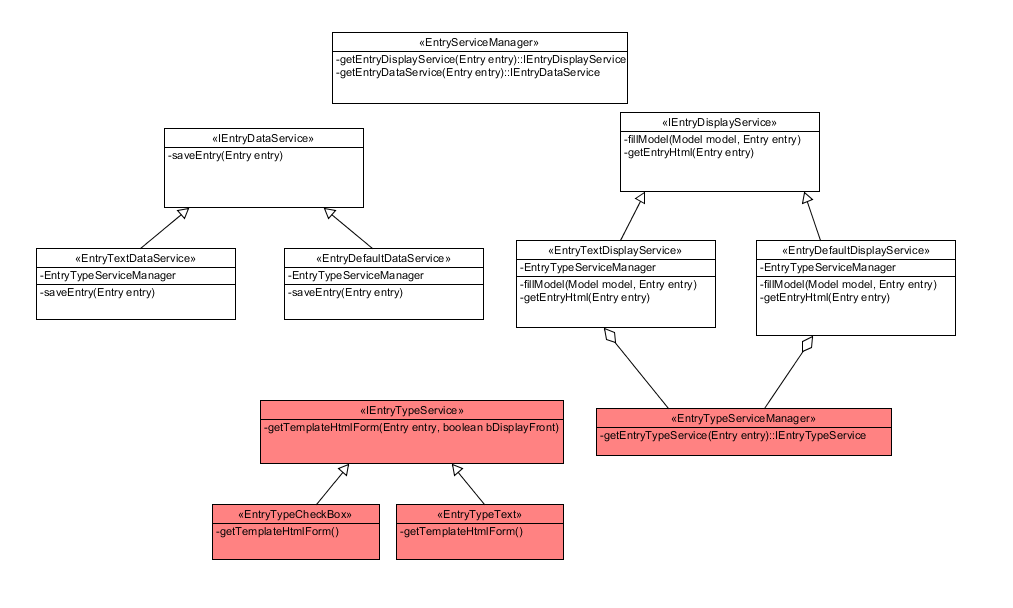 «EntryServiceManager»
-getEntryDisplayService(Entry entry)::IEntryDisplayService
-getEntryDataService(Entry entry)::IEntryDataService
«IEntryDisplayService»
-fillModel(Model model, Entry entry)
-getEntryHtml(Entry entry)
«IEntryDataService»
-saveEntry(Entry entry)
«EntryTextDataService»
-EntryTypeServiceManager
-saveEntry(Entry entry)
«EntryDefaultDataService»
-EntryTypeServiceManager
-saveEntry(Entry entry)
«EntryTextDisplayService»
-EntryTypeServiceManager
-fillModel(Model model, Entry entry)
-getEntryHtml(Entry entry)
«EntryDefaultDisplayService»
-EntryTypeServiceManager
-fillModel(Model model, Entry entry)
-getEntryHtml(Entry entry)
«IEntryTypeService»
-getTemplateHtmlForm(Entry entry, boolean bDisplayFront)
«EntryTypeServiceManager»
-getEntryTypeService(Entry entry)::IEntryTypeService
«EntryTypeCheckBox»
-getTemplateHtmlForm()
«EntryTypeText»
-getTemplateHtmlForm()